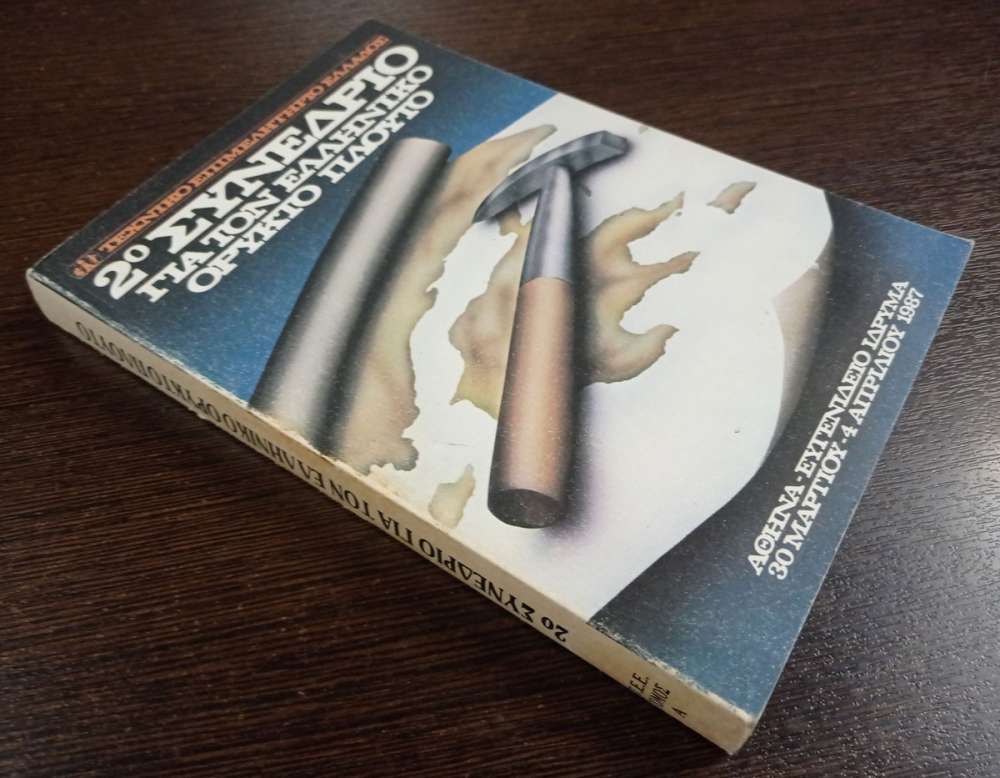 ΤΕΧΝΙΚΟ ΕΠΙΜΕΛΗΤΗΡΙΟ ΕΛΛΑΔΟΣ
2ο ΣΥΝΕΔΡΙΟ
ΓΙΑ ΤΟΝ ΕΛΛΗΝΙΚΟ
ΟΡΥΚΤΟ ΠΛΟΥΤΟ
ΑΘΗΝΑ·ΕΥΓΕΝΙΔΕΙΟ ΙΔΡΥΜΑ
30 ΜΑΡΤΙΟΥ·4 ΑΠΡΙΛΙΟΥ 1987
2ο ΣΥΝΕΔΡΙΟ ΓΙΑ ΤΟΝ ΕΛΛΗΝΙΚΟ ΟΡΥΚΤΟ ΠΛΟΥΤΟ
Α